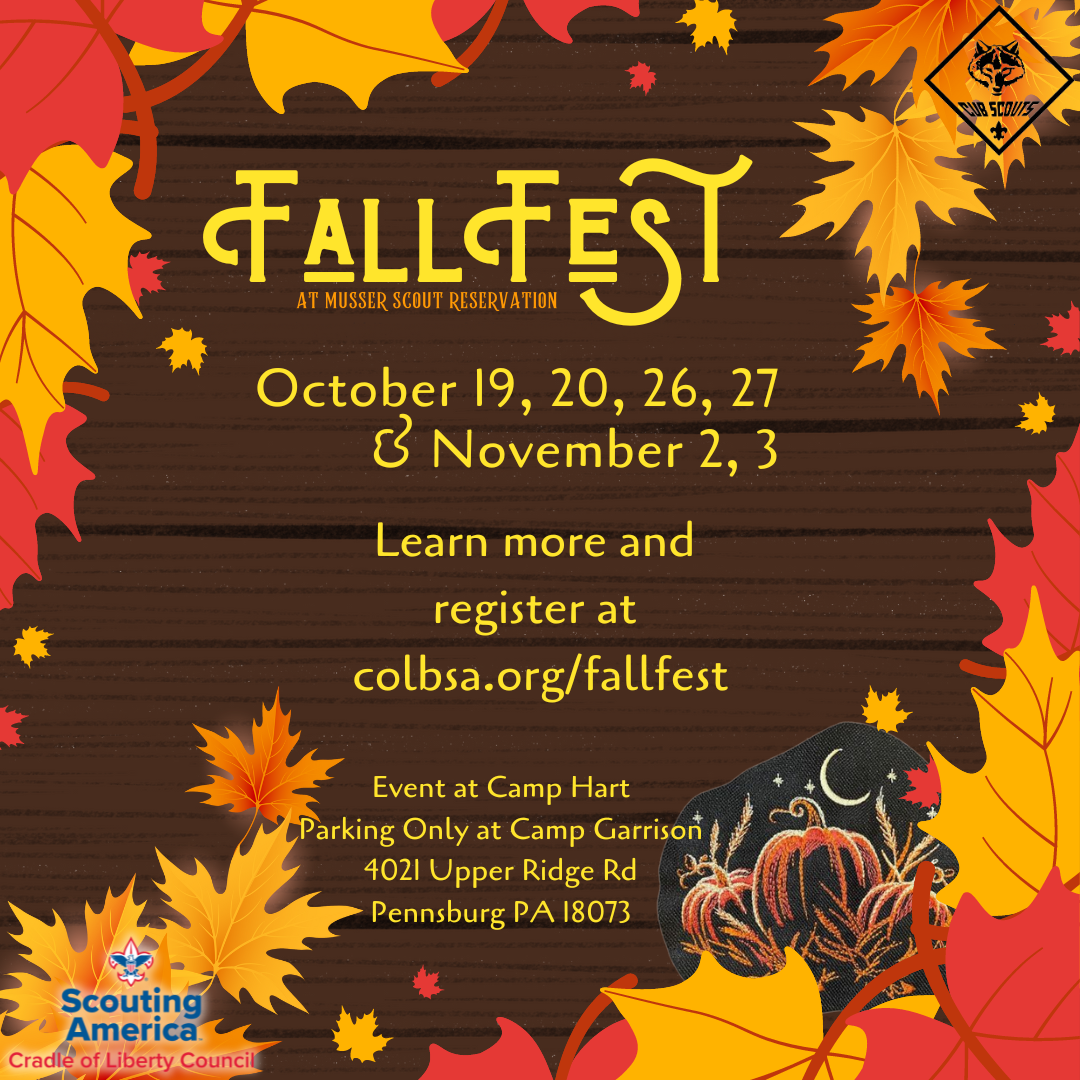 CUB SCOUTS
FALLFEST
AT MUSSER SCOUT RESERVATION
October 19, 20, 26, 27
& November 2, 3
Learn more and
register at
colbsa.org/fallfest
Event at Camp Hart
Parking Only at Camp Garrison
4021 Upper Ridge Rd
Pennsburg PA 18073
Scouting
America
Cradle of Liberty Council